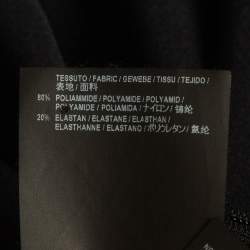 TESSUTO / FABRIC / GEWEBE / TISSU / TEJIDO /
表地 / 面料
80% POLIAMMIDE / POLYAMIDE / POLYAMID /
POLYAMIDE / POLIAMIDA / ナイロン / 锦纶
20% ELASTAN / ELASTANE / ELASTHAN /
ELASTHANNE / ELASTANO / ポリウレタン / 氨纶